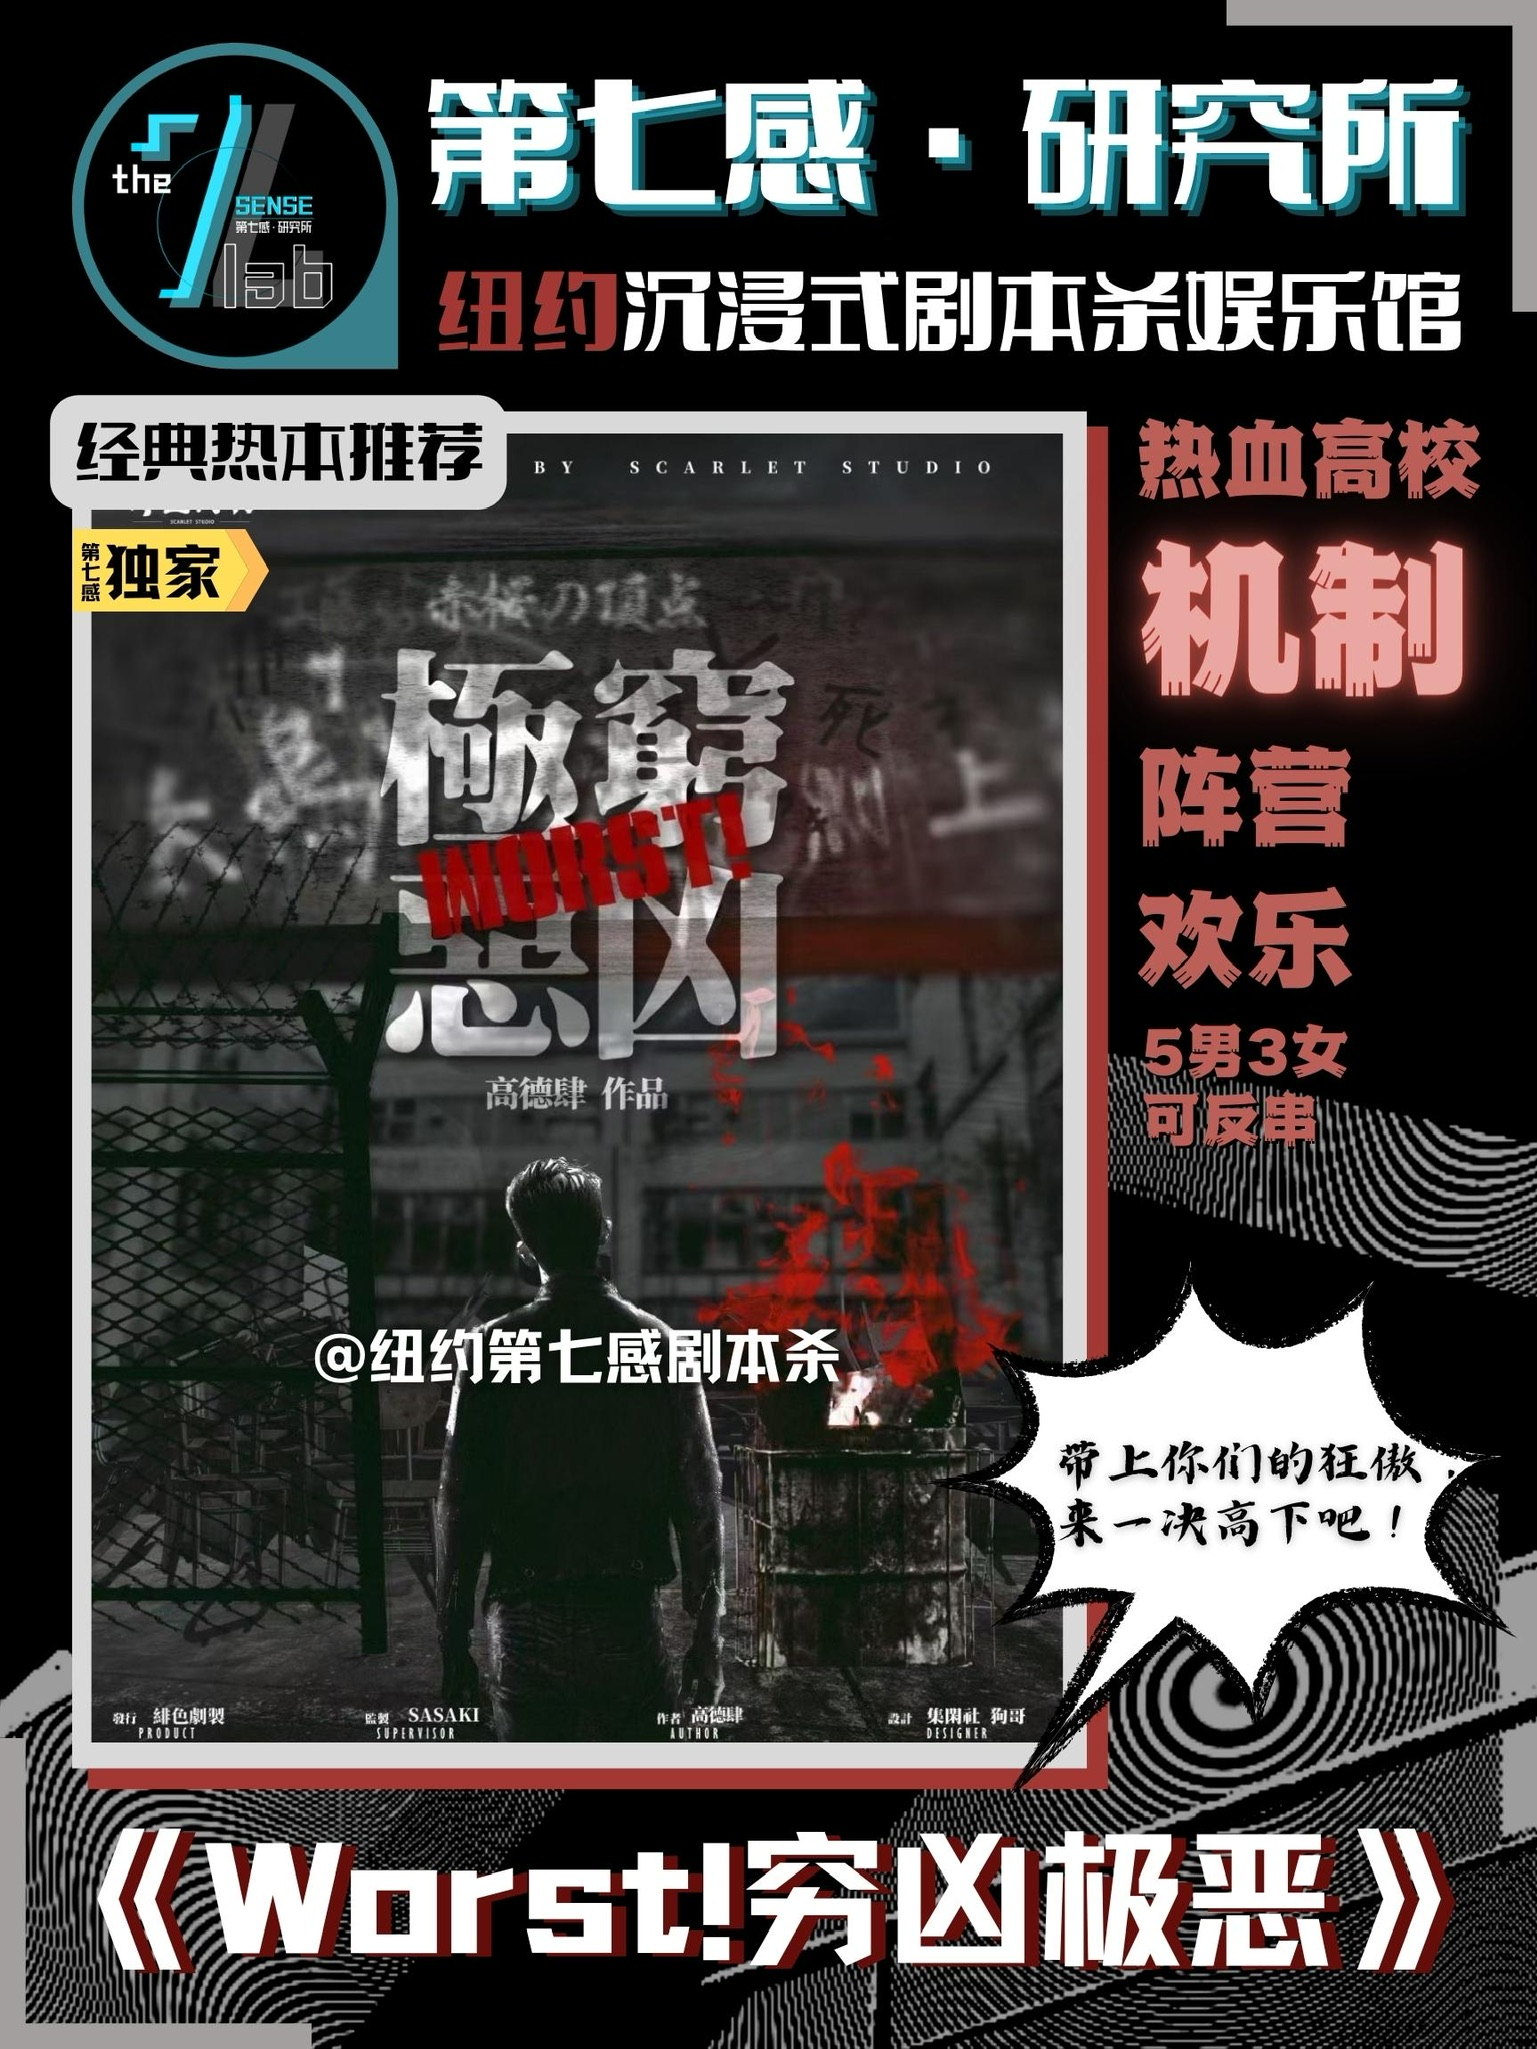 the
SENSE
第七感·研究所
lab
第七感·研究所
纽约沉浸式剧本杀娱乐馆
经典热本推荐
BY SCARLET STUDIO
SCARLET STUDIO
第七感
独家
の頂点
死
極窮
WORST!
惡凶
高德肆 作品
@纽约第七感剧本杀
發行 緋色劇製
PRODUCT
監製 SASAKI
SUPERVISOR
作者 高德肆
AUTHOR
設計 集閑社 狗哥
DESIGNER
热血高校
机制
阵营
欢乐
5男3女
可反串
带上你们的狂傲，
来一决高下吧！
《Worst!穷凶极恶》